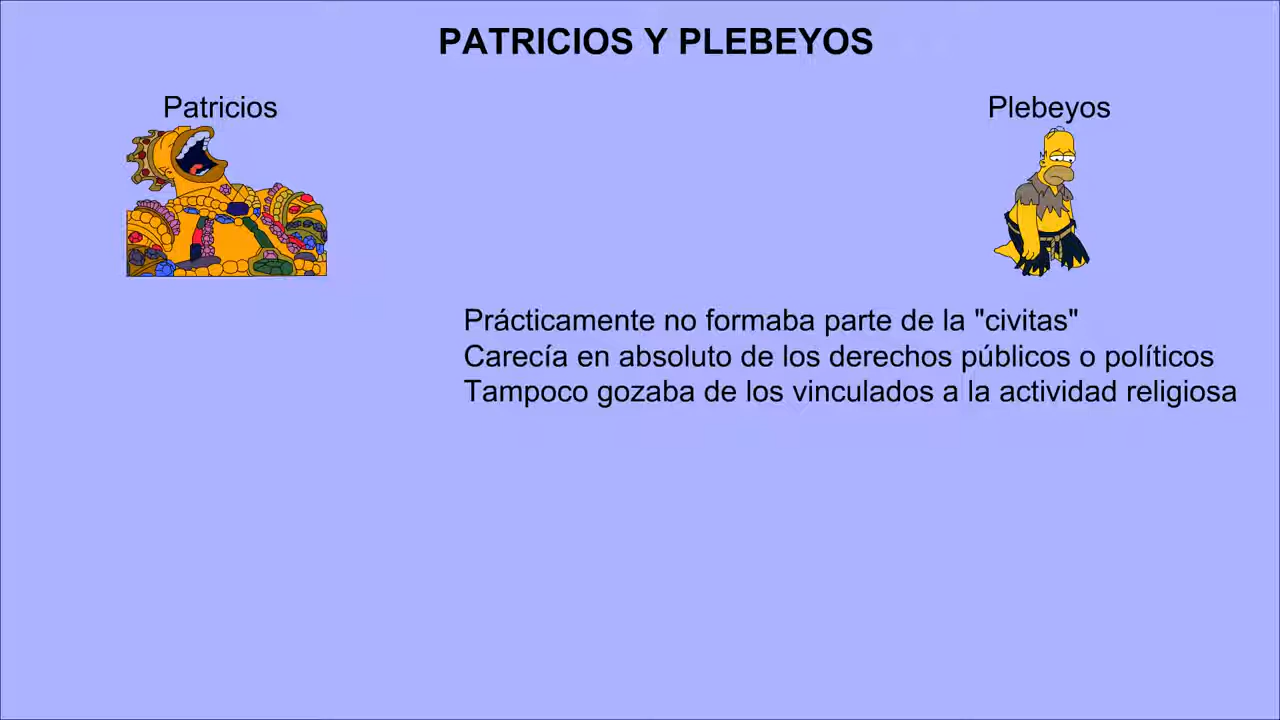 PATRICIOS Y PLEBEYOS
Patricios
Plebeyos
Prácticamente no formaba parte de la "civitas"
Carecía en absoluto de los derechos públicos o políticos
Tampoco gozaba de los vinculados a la actividad religiosa